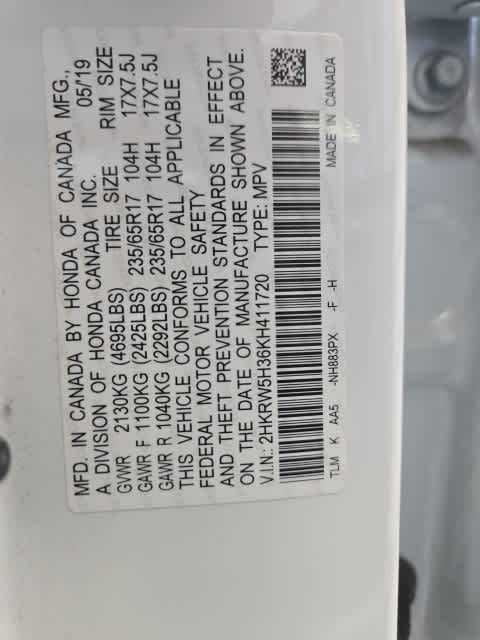 MFD. IN CANADA BY HONDA OF CANADA MFG.,
A DIVISION OF HONDA CANADA INC. 05/19
GVWR 2130KG (4695LBS) TIRE SIZE RIM SIZE
GAWR F 1100KG (2425LBS) 235/65R17 104H 17X7.5J
GAWR R 1040KG (2292LBS) 235/65R17 104H 17X7.5J
THIS VEHICLE CONFORMS TO ALL APPLICABLE
FEDERAL MOTOR VEHICLE SAFETY
AND THEFT PREVENTION STANDARDS IN EFFECT
ON THE DATE OF MANUFACTURE SHOWN ABOVE.
V.I.N.: 2HKRW5H36KH411720 TYPE: MPV
TLM K AA5 -NH883PX -F -H MADE IN CANADA